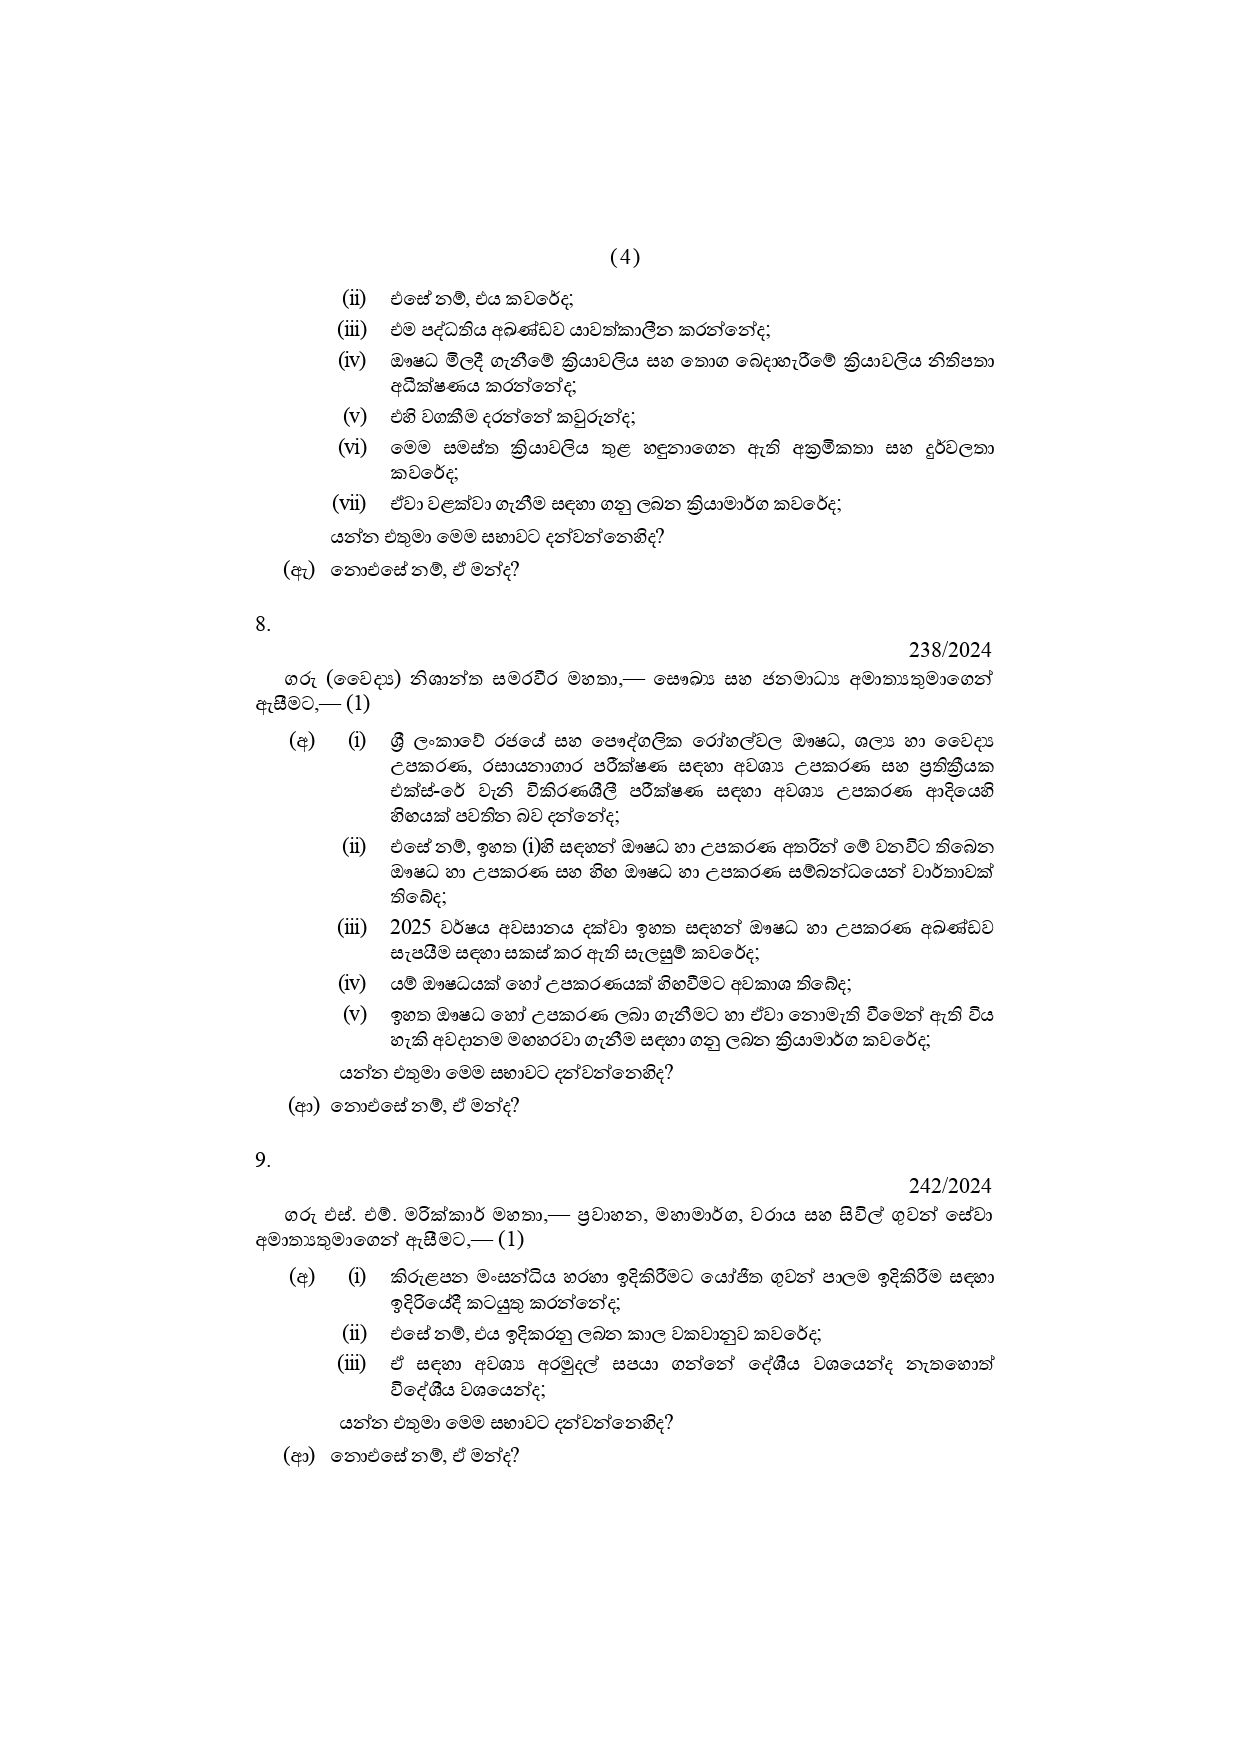 (4)
(ii) එසේ නම්, එය කවරේද;
(iii) එම පද්ධතිය අඛණ්ඩව යාවත්කාලීන කරන්නේද;
(iv) ඖෂධ මිලදී ගැනීමේ ක්‍රියාවලිය සහ තොග බෙදාහැරීමේ ක්‍රියාවලිය නිතිපතා
අධීක්ෂණය කරන්නේද;
(v) එහි වගකීම දරන්නේ කවුරුන්ද;
(vi) මෙම සමස්ත ක්‍රියාවලිය තුළ හඳුනාගෙන ඇති අක්‍රමිකතා සහ දුර්වලතා
කවරේද;
(vii) ඒවා වළක්වා ගැනීම සඳහා ගනු ලබන ක්‍රියාමාර්ග කවරේද;
යන්න එතුමා මෙම සභාවට දන්වන්නෙහිද?
(ඇ) නොඑසේ නම්, ඒ මන්ද?
8.
238/2024
ගරු (වෛද්‍ය) නිශාන්ත සමරවීර මහතා,— සෞඛ්‍ය සහ ජනමාධ්‍ය අමාත්‍යතුමාගෙන්
ඇසීමට,— (1)
(අ) (i) ශ්‍රී ලංකාවේ රජයේ සහ පෞද්ගලික රෝහල්වල ඖෂධ, ශල්‍ය හා වෛද්‍ය
උපකරණ, රසායනාගාර පරීක්ෂණ සඳහා අවශ්‍ය උපකරණ සහ ප්‍රතික්‍රියක
එක්ස්-රේ වැනි විකිරණශීලී පරීක්ෂණ සඳහා අවශ්‍ය උපකරණ ආදියෙහි
හිඟයක් පවතින බව දන්නේද;
(ii) එසේ නම්, ඉහත (i)හි සඳහන් ඖෂධ හා උපකරණ අතරින් මේ වනවිට තිබෙන
ඖෂධ හා උපකරණ සහ හිඟ ඖෂධ හා උපකරණ සම්බන්ධයෙන් වාර්තාවක්
තිබේද;
(iii) 2025 වර්ෂය අවසානය දක්වා ඉහත සඳහන් ඖෂධ හා උපකරණ අඛණ්ඩව
සැපයීම සඳහා සකස් කර ඇති සැලසුම් කවරේද;
(iv) යම් ඖෂධයක් හෝ උපකරණයක් හිඟවීමට අවකාශ තිබේද;
(v) ඉහත ඖෂධ හෝ උපකරණ ලබා ගැනීමට හා ඒවා නොමැති වීමෙන් ඇති විය
හැකි අවදානම මඟහරවා ගැනීම සඳහා ගනු ලබන ක්‍රියාමාර්ග කවරේද;
යන්න එතුමා මෙම සභාවට දන්වන්නෙහිද?
(ආ) නොඑසේ නම්, ඒ මන්ද?
9.
242/2024
ගරු එස්. එම්. මරික්කාර් මහතා,— ප්‍රවාහන, මහාමාර්ග, වරාය සහ සිවිල් ගුවන් සේවා
අමාත්‍යතුමාගෙන් ඇසීමට,— (1)
(අ) (i) කිරුළපන මංසන්ධිය හරහා ඉදිකිරීමට යෝජිත ගුවන් පාලම ඉදිකිරීම සඳහා
ඉදිරියේදී කටයුතු කරන්නේද;
(ii) එසේ නම්, එය ඉදිකරනු ලබන කාල වකවානුව කවරේද;
(iii) ඒ සඳහා අවශ්‍ය අරමුදල් සපයා ගන්නේ දේශීය වශයෙන්ද නැතහොත්
විදේශීය වශයෙන්ද;
යන්න එතුමා මෙම සභාවට දන්වන්නෙහිද?
(ආ) නොඑසේ නම්, ඒ මන්ද?